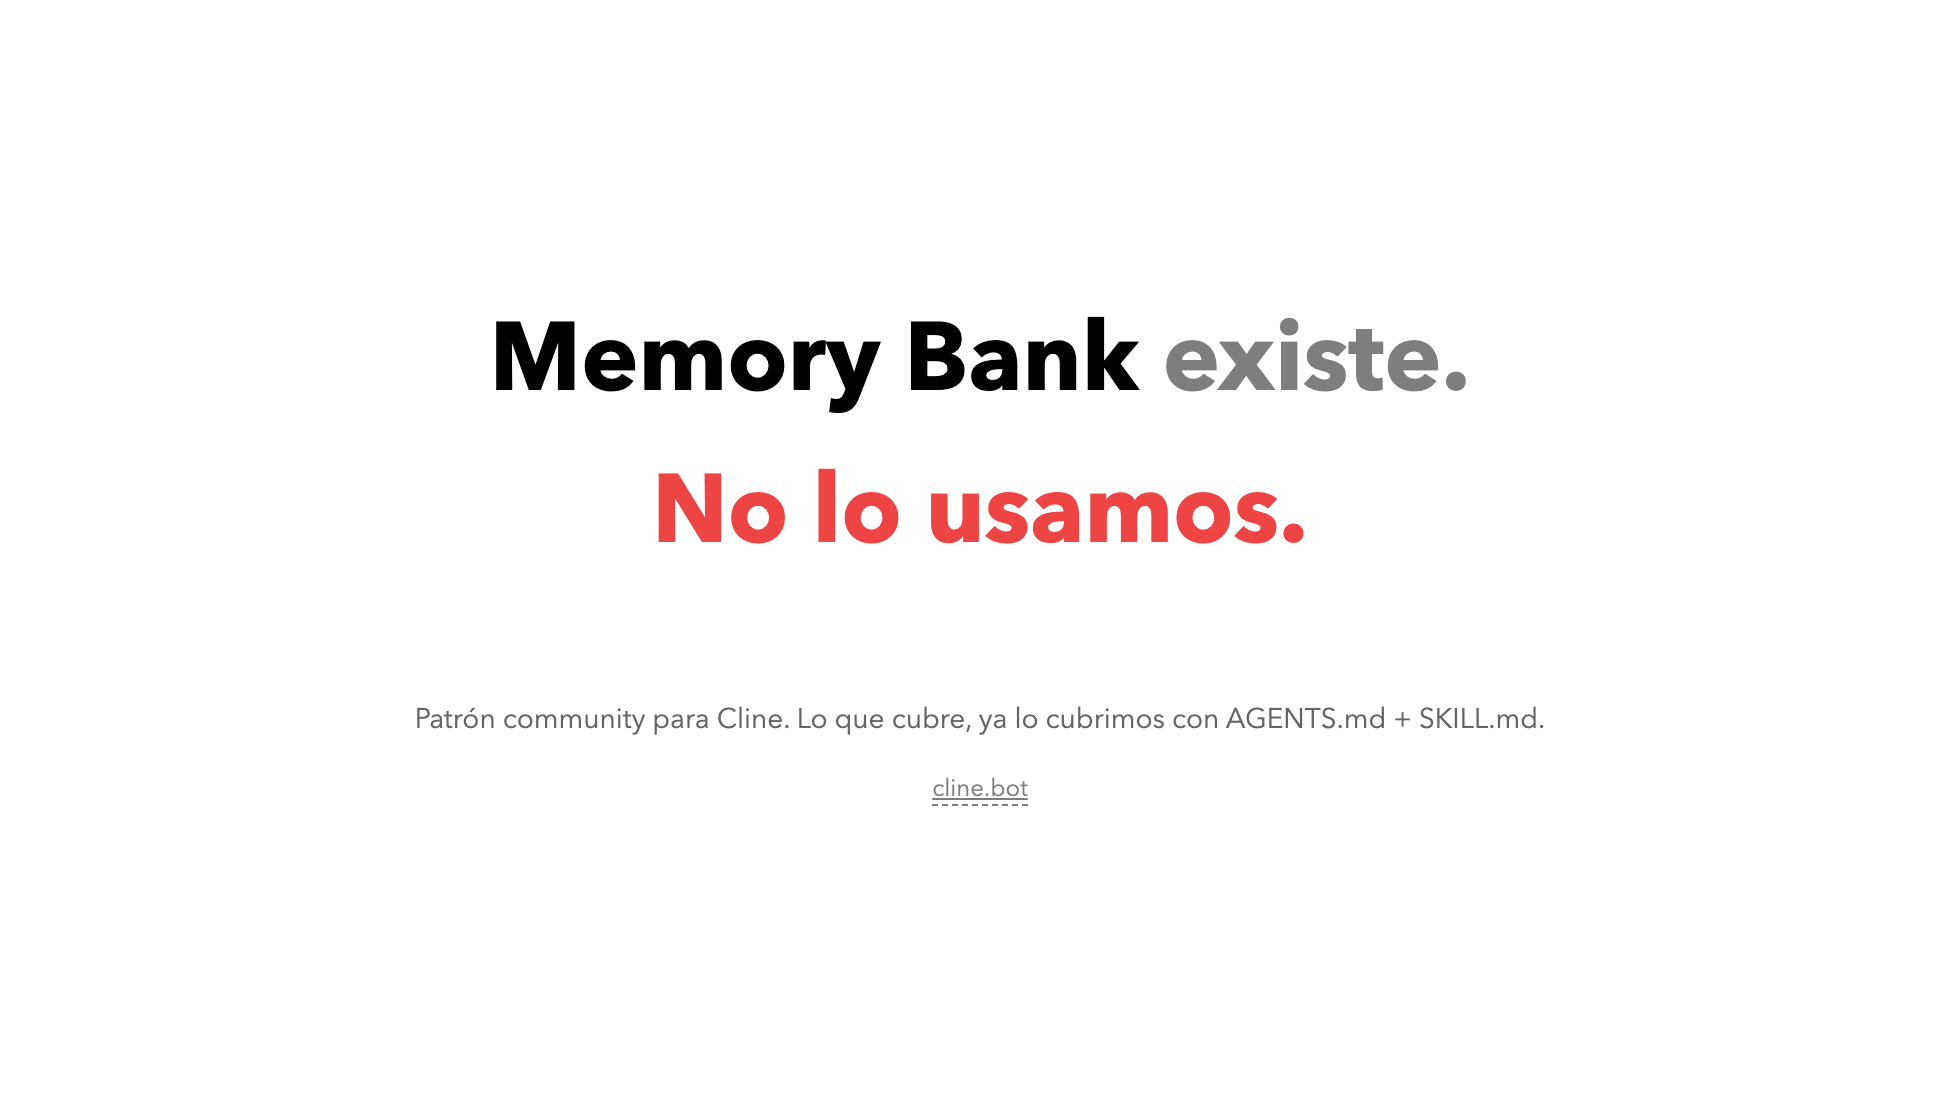 Memory Bank existe.
No lo usamos.
Patrón community para Cline. Lo que cubre, ya lo cubrimos con AGENTS.md + SKILL.md.
cline.bot